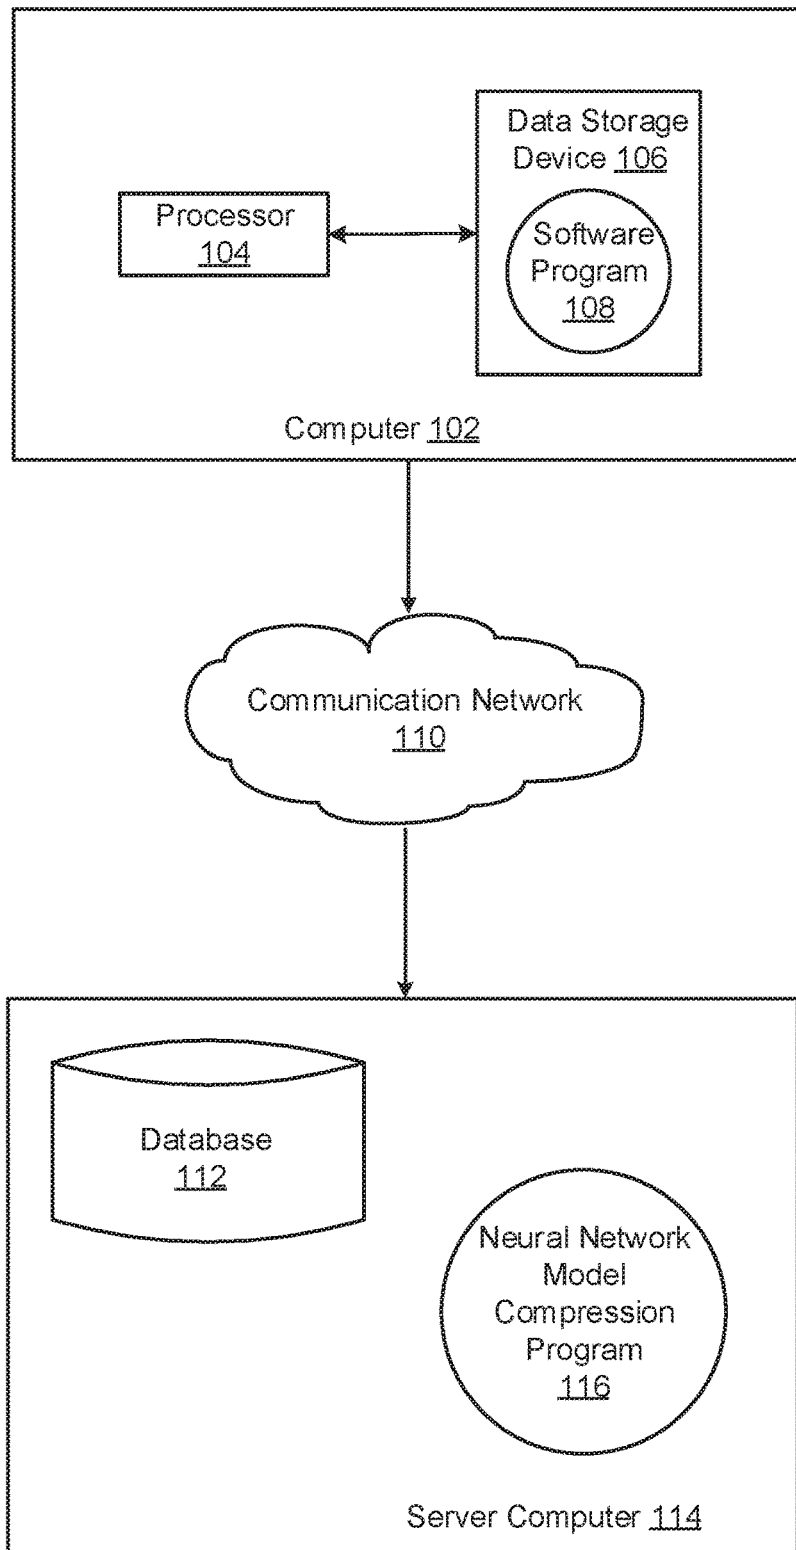 Data Storage
Device 106
Processor
104
Software
Program
108
Computer 102
Communication Network
110
Database
112
Neural Network
Model
Compression
Program
116
Server Computer 114